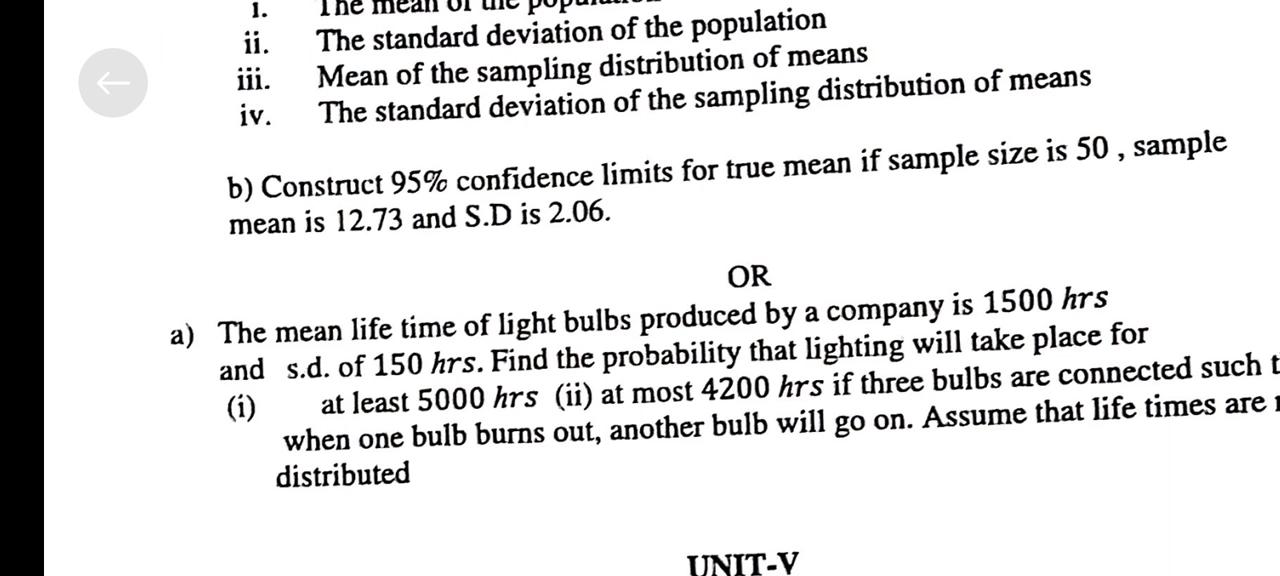 i. The mean of the
ii. The standard deviation of the population
iii. Mean of the sampling distribution of means
iv. The standard deviation of the sampling distribution of means
b) Construct 95% confidence limits for true mean if sample size is 50 , sample
mean is 12.73 and S.D is 2.06.
OR
a) The mean life time of light bulbs produced by a company is 1500 hrs
and s.d. of 150 hrs. Find the probability that lighting will take place for
(i) at least 5000 hrs (ii) at most 4200 hrs if three bulbs are connected such
when one bulb burns out, another bulb will go on. Assume that life times are
distributed
UNIT-V